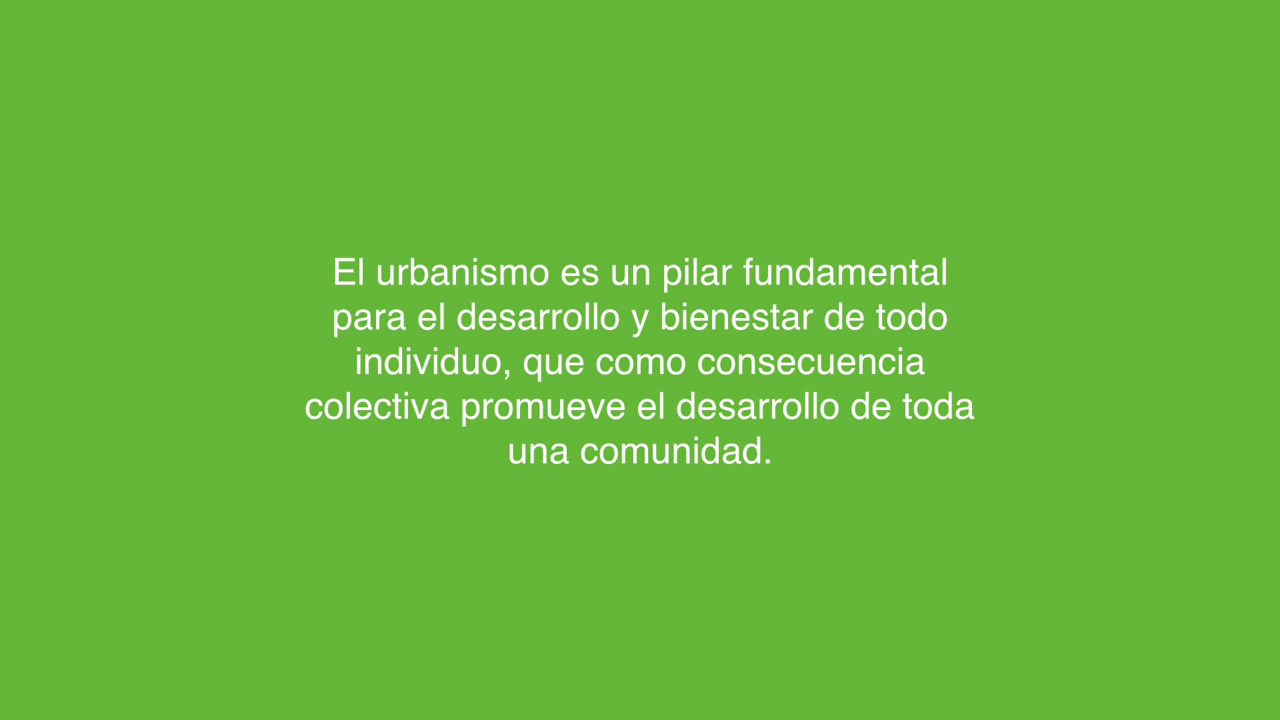 El urbanismo es un pilar fundamental
para el desarrollo y bienestar de todo
individuo, que como consecuencia
colectiva promueve el desarrollo de toda
una comunidad.